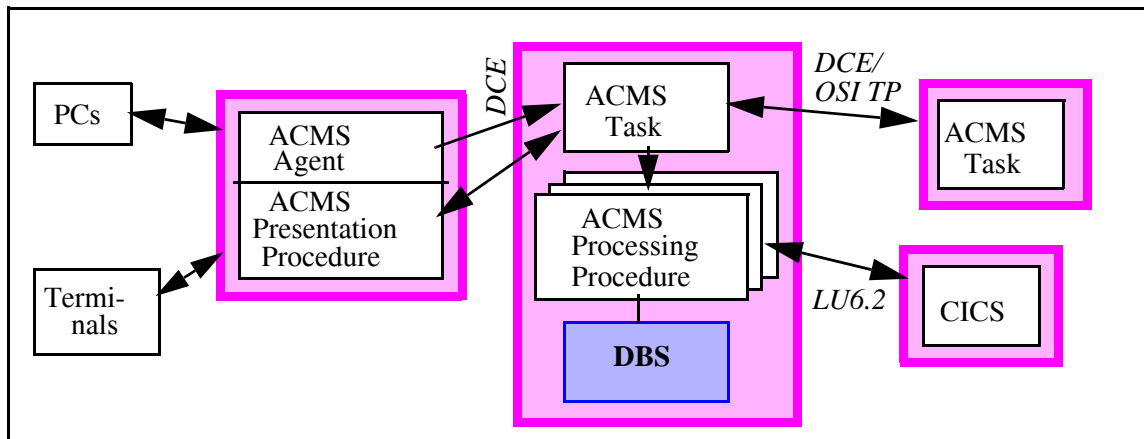 PCs
Termi-
nals
ACMS
Agent
ACMS
Presentation
Procedure
DCE
ACMS
Task
ACMS
Processing
Procedure
DBS
DCE/
OSI TP
ACMS
Task
LU6.2
CICS